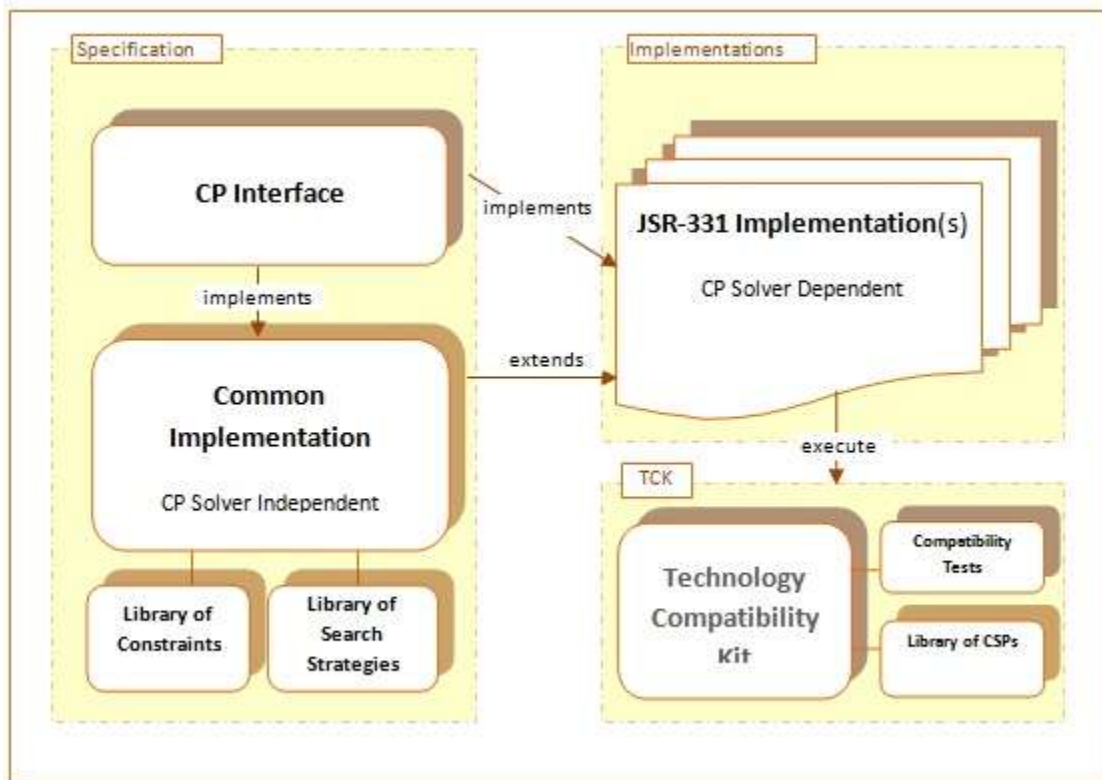 Specification
CP Interface
implements
Common
Implementation
CP Solver Independent
Library of
Constraints
Library of
Search
Strategies
implements
extends
Implementations
JSR-331 Implementation(s)
CP Solver Dependent
execute
TCK
Technology
Compatibility
Kit
Compatibility
Tests
Library of CSPs